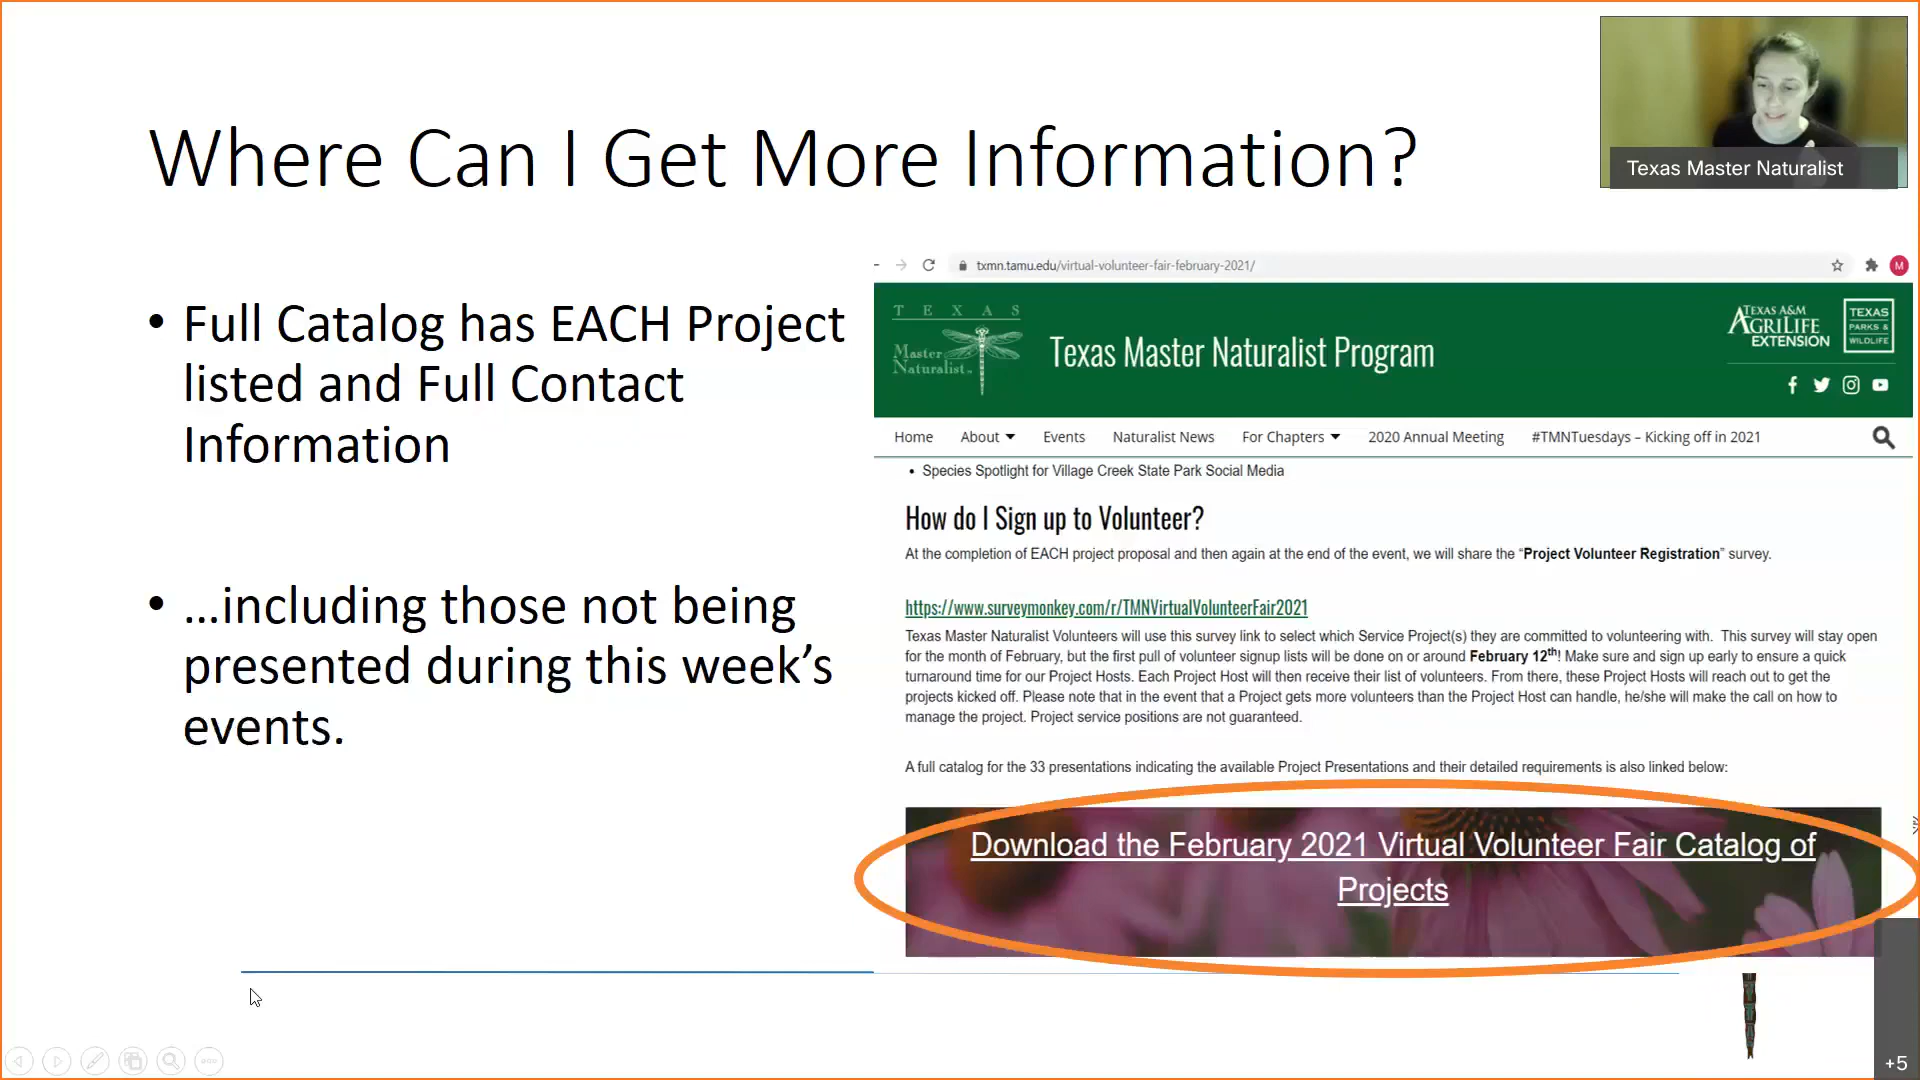 Where Can I Get More Information?
Texas Master Naturalist
• Full Catalog has EACH Project
listed and Full Contact
Information
• ...including those not being
presented during this week's
events.
txmn.tamu.edu/virtual-volunteer-fair-february-2021/
M
TEXAS
Master
Naturalist
Texas Master Naturalist Program
TEXAS A&M
AGRILIFE
EXTENSION
TEXAS
PARKS &
WILDLIFE
Home About Events Naturalist News For Chapters 2020 Annual Meeting #TMNTuesdays – Kicking off in 2021
• Species Spotlight for Village Creek State Park Social Media
How do I Sign up to Volunteer?
At the completion of EACH project proposal and then again at the end of the event, we will share the “Project Volunteer Registration” survey.
https://www.surveymonkey.com/r/TMNVirtualVolunteerFair2021
Texas Master Naturalist Volunteers will use this survey link to select which Service Project(s) they are committed to volunteering with. This survey will stay open
for the month of February, but the first pull of volunteer signup lists will be done on or around February 12th! Make sure and sign up early to ensure a quick
turnaround time for our Project Hosts. Each Project Host will then receive their list of volunteers. From there, these Project Hosts will reach out to get the
projects kicked off. Please note that in the event that a Project gets more volunteers than the Project Host can handle, he/she will make the call on how to
manage the project. Project service positions are not guaranteed.
A full catalog for the 33 presentations indicating the available Project Presentations and their detailed requirements is also linked below:
Download the February 2021 Virtual Volunteer Fair Catalog of
Projects
+5